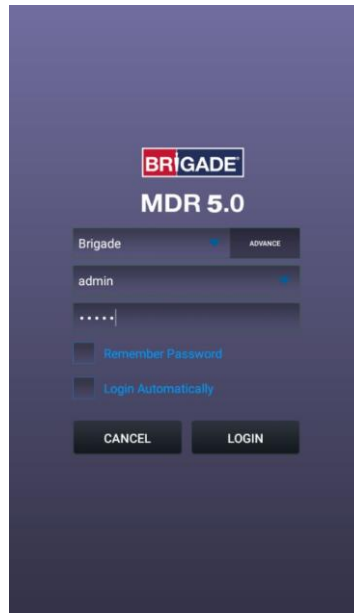 BRIGADE
MDR 5.0
Brigade ADVANCE
admin
•••••
Remember Password
Login Automatically
CANCEL LOGIN